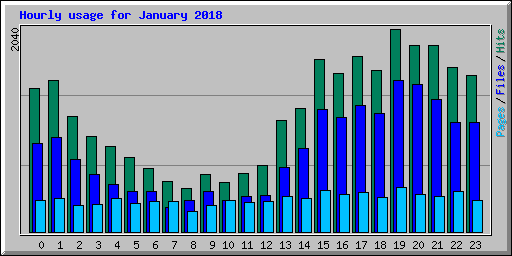 Hourly usage for January 2018
2040
Pages / Files / Hits
0 1 2 3 4 5 6 7 8 9 10 11 12 13 14 15 16 17 18 19 20 21 22 23